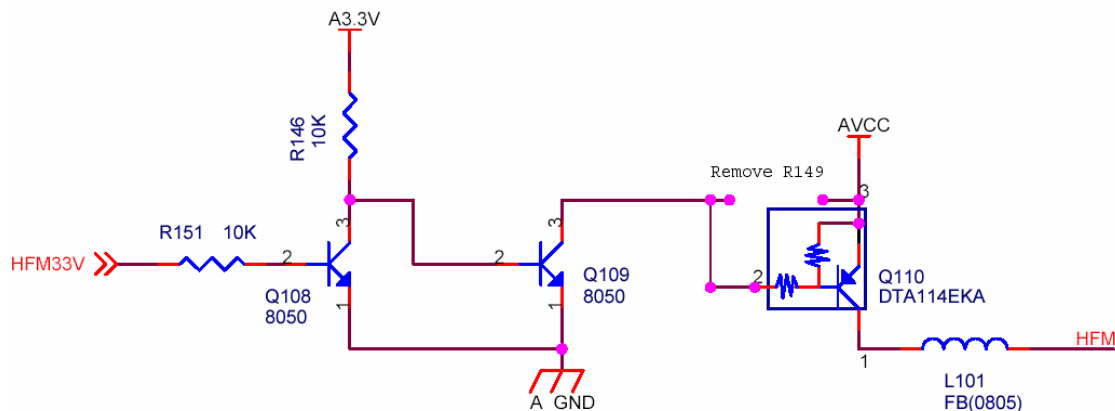 A3.3V
R146
10K
Remove R149
AVCC
3
R151 10K
3
3
HFM33V
2
2
2
Q108
8050
Q109
8050
Q110
DTA114EKA
1
1
HFM
1
L101
FB(0805)
A GND